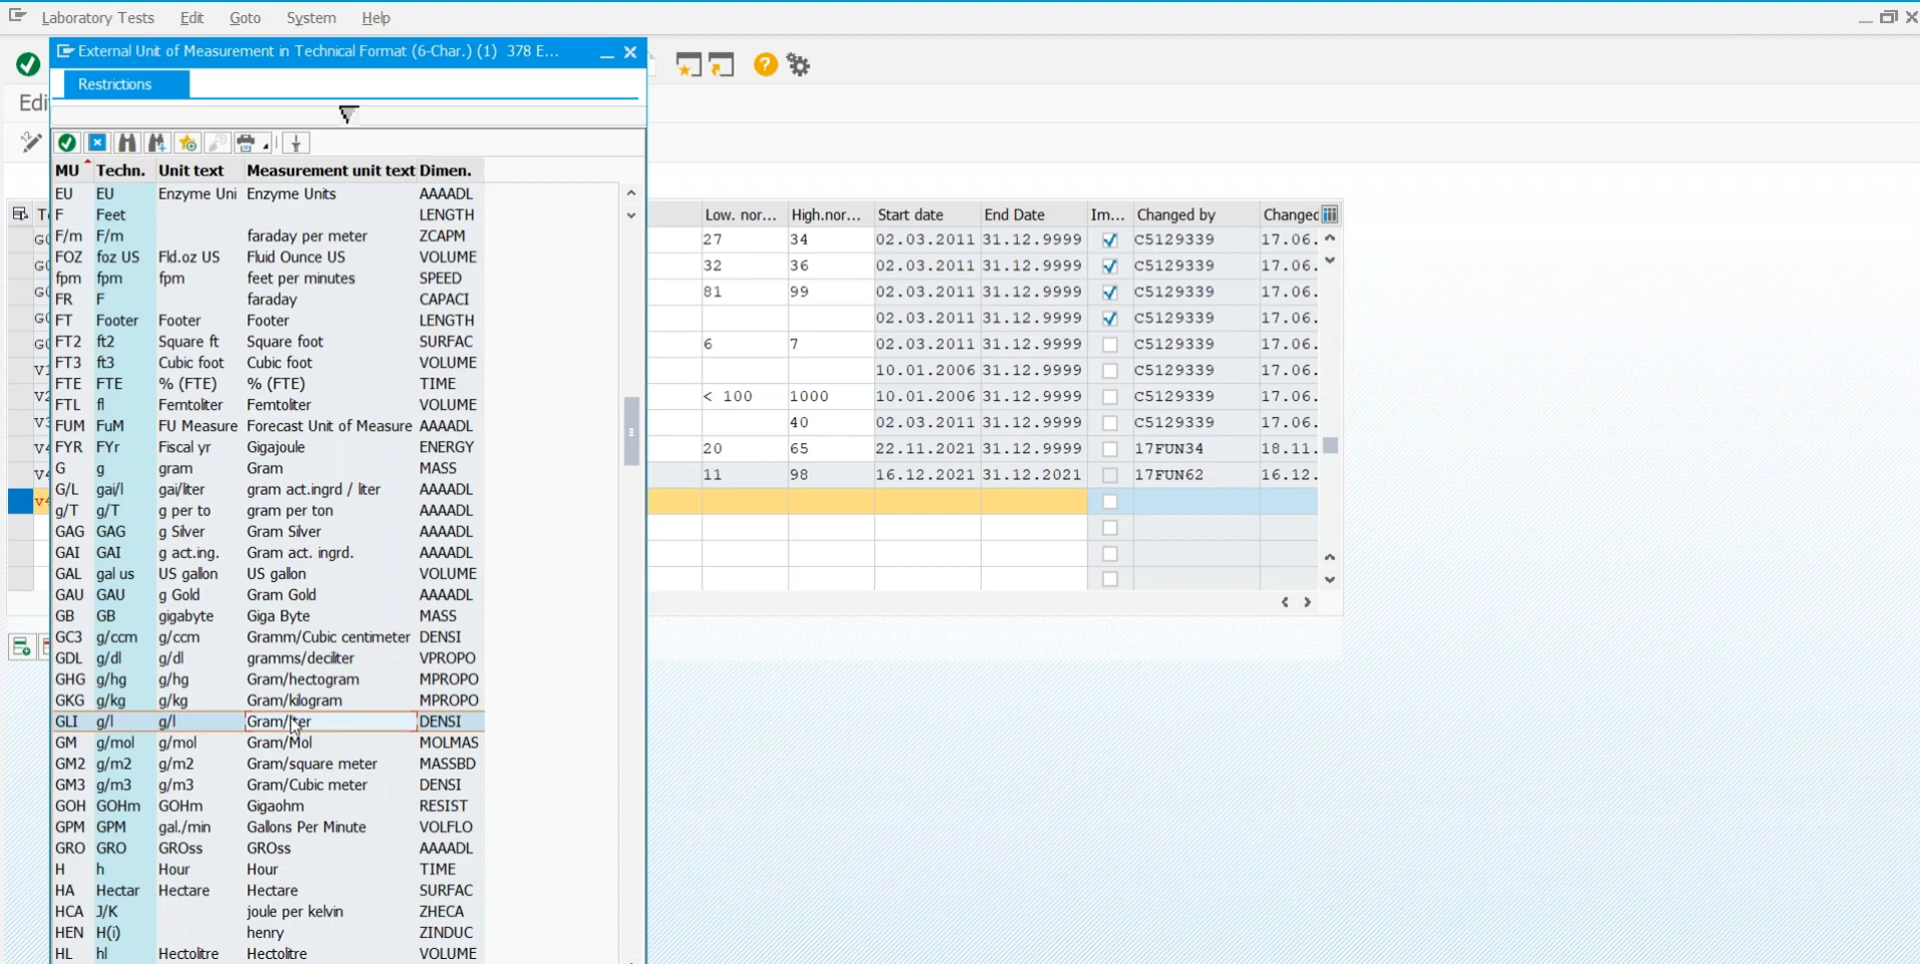 Laboratory Tests Edit Goto System Help
External Unit of Measurement in Technical Format (6-Char.) (1) 378 E...
Restrictions
Edi
MU Techn. Unit text Measurement unit text Dimen.
EU EU Enzyme Uni Enzyme Units AAAADL
F Feet LENGTH
F/m F/m faraday per meter ZCAPM
FOZ foz US Fld.oz US Fluid Ounce US VOLUME
fpm fpm fpm feet per minutes SPEED
FR F faraday CAPACI
FT Footer Footer Footer LENGTH
FT2 ft2 Square ft Square foot SURFAC
FT3 ft3 Cubic foot Cubic foot VOLUME
FTE FTE % (FTE) % (FTE) TIME
FTL fl Femtoliter Femtoliter VOLUME
FUM FuM FU Measure Forecast Unit of Measure AAAADL
FYR FYr Fiscal yr Gigajoule ENERGY
G g gram Gram MASS
G/L gai/l gai/liter gram act.ingrd / liter AAAADL
g/T g/T g per to gram per ton AAAADL
GAG GAG g Silver Gram Silver AAAADL
GAI GAI g act.ing. Gram act. ingrd. AAAADL
GAL gal us US gallon US gallon VOLUME
GAU GAU g Gold Gram Gold AAAADL
GB GB gigabyte Giga Byte MASS
GC3 g/ccm g/ccm Gramm/Cubic centimeter DENSI
GDL g/dl g/dl gramms/deciliter VPROPO
GHG g/hg g/hg Gram/hectogram MPROPO
GKG g/kg g/kg Gram/kilogram MPROPO
GLI g/l g/l DENSI
GM g/mol g/mol Gram/Mol MOLMAS
GM2 g/m2 g/m2 Gram/square meter MASSBD
GM3 g/m3 g/m3 Gram/Cubic meter DENSI
GOH GOHm GOHm Gigaohm RESIST
GPM GPM gal./min Gallons Per Minute VOLFLO
GRO GRO GROss GROss AAAADL
H h Hour Hour TIME
HA Hectar Hectare Hectare SURFAC
HCA J/K joule per kelvin ZHECA
HEN H(i) henry ZINDUC
HL hl Hectolitre Hectolitre VOLUME
Low. nor... High.nor... Start date End Date Im... Changed by Changed
27 34 02.03.2011 31.12.9999 C5129339 17.06.
32 36 02.03.2011 31.12.9999 C5129339 17.06.
81 99 02.03.2011 31.12.9999 C5129339 17.06.
02.03.2011 31.12.9999 C5129339 17.06.
6 7 02.03.2011 31.12.9999 C5129339 17.06.
10.01.2006 31.12.9999 C5129339 17.06.
< 100 1000 10.01.2006 31.12.9999 C5129339 17.06.
40 02.03.2011 31.12.9999 C5129339 17.06.
20 65 22.11.2021 31.12.9999 17FUN34 18.11.
11 98 16.12.2021 31.12.2021 17FUN62 16.12.